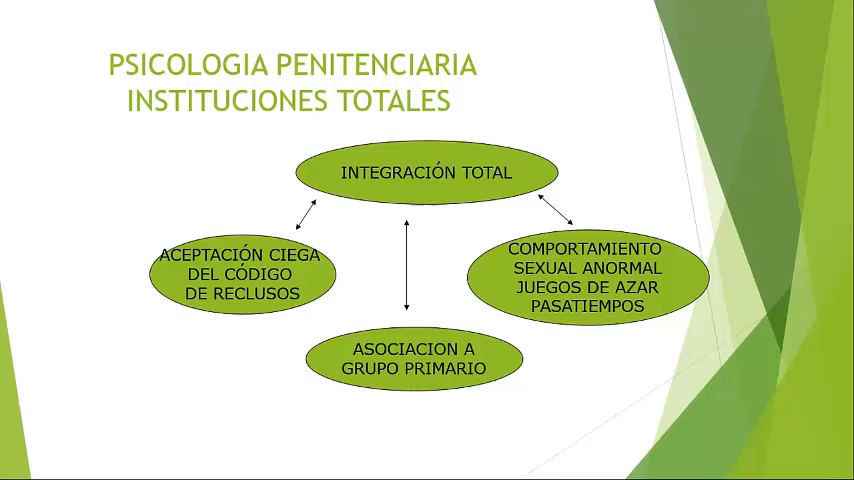 PSICOLOGIA PENITENCIARIA
INSTITUCIONES TOTALES
INTEGRACIÓN TOTAL
ACEPTACIÓN CIEGA
DEL CÓDIGO
DE RECLUSOS
COMPORTAMIENTO
SEXUAL ANORMAL
JUEGOS DE AZAR
PASATIEMPOS
ASOCIACION A
GRUPO PRIMARIO